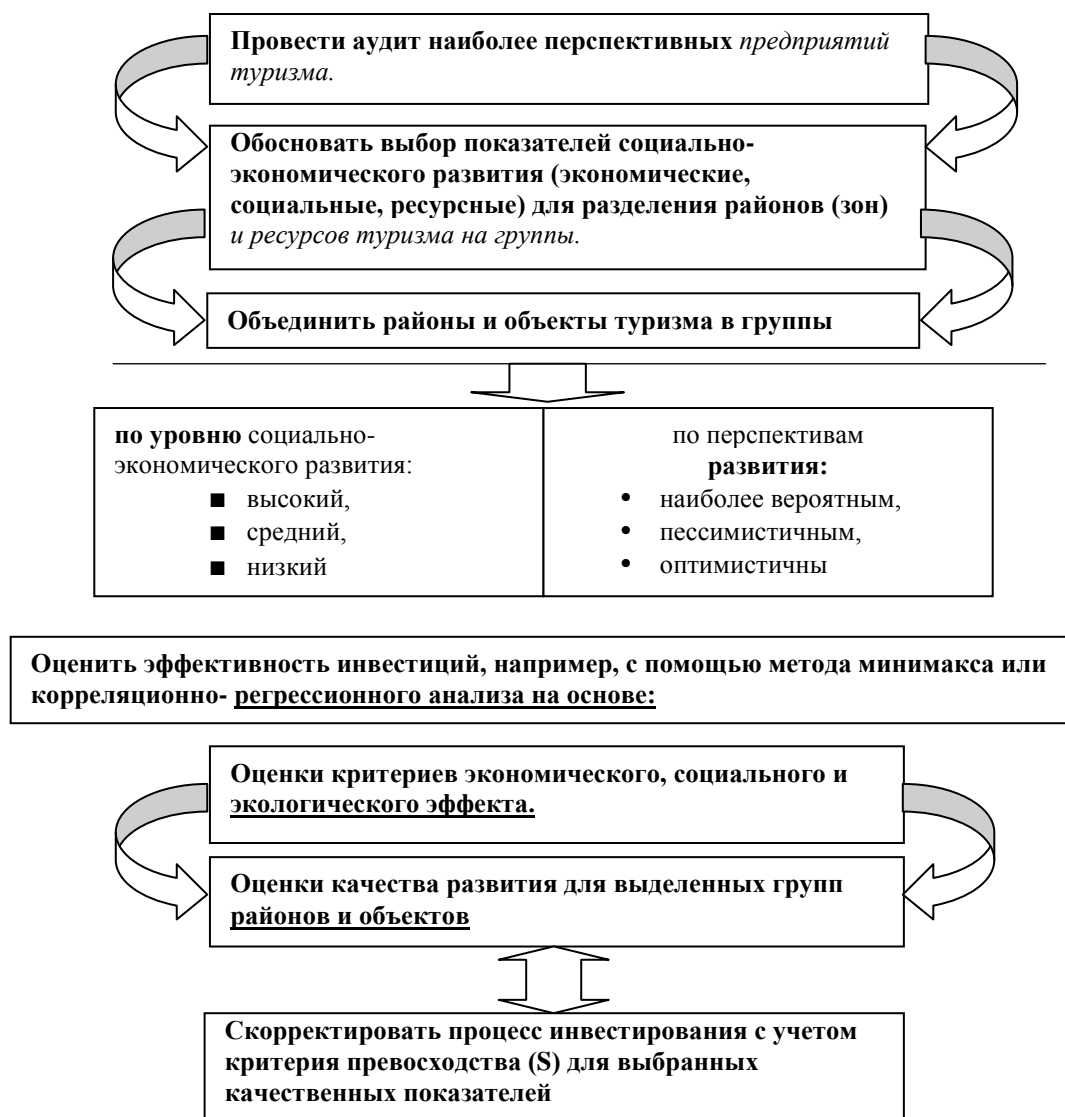 Провести аудит наиболее перспективных предприятий
туризма.
Обосновать выбор показателей социально-
экономического развития (экономические,
социальные, ресурсные) для разделения районов (зон)
и ресурсов туризма на группы.
Объединить районы и объекты туризма в группы
по уровню социально-
экономического развития:
■ высокий,
■ средний,
■ низкий
по перспективам
развития:
• наиболее вероятным,
• пессимистичным,
• оптимистичны
Оценить эффективность инвестиций, например, с помощью метода минимакса или
корреляционно- регрессионного анализа на основе:
Оценки критериев экономического, социального и
экологического эффекта.
Оценки качества развития для выделенных групп
районов и объектов
Скорректировать процесс инвестирования с учетом
критерия превосходства (S) для выбранных
качественных показателей